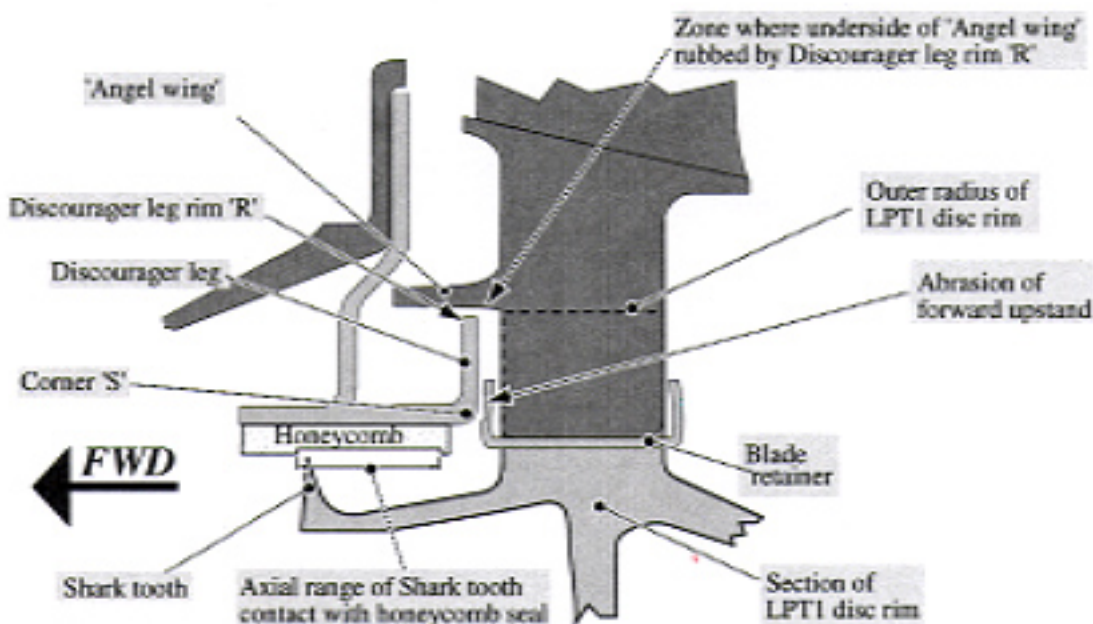 Zone where underside of 'Angel wing'
rubbed by Discourager leg rim 'R'
'Angel wing'
Discourager leg rim 'R'
Discourager leg
Corner 'S'
Outer radius of
LPT1 disc rim
Abrasion of
forward upstand
Honeycomb
FWD
Blade
retainer
Shark tooth
Axial range of Shark tooth
contact with honeycomb seal
Section of
LPT1 disc rim